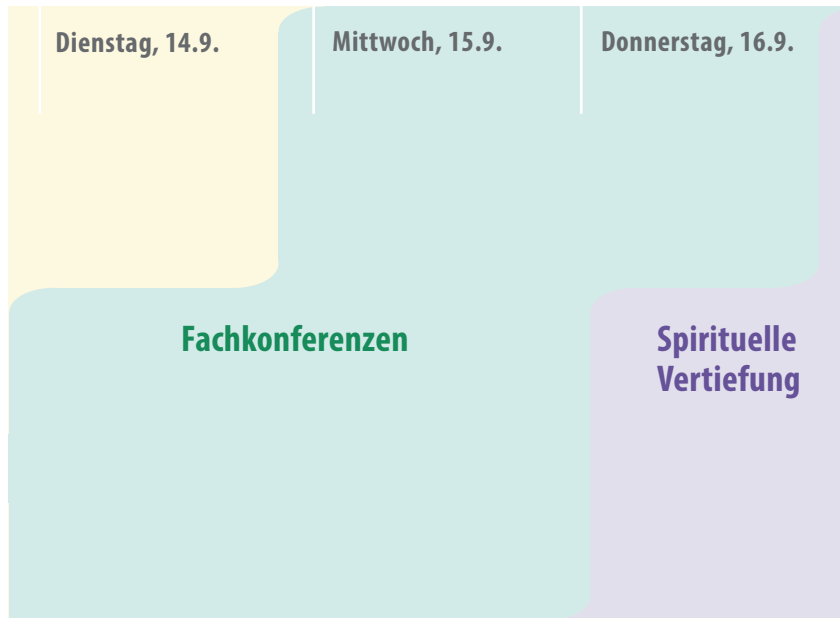 Dienstag, 14.9.
Mittwoch, 15.9.
Donnerstag, 16.9.
Fachkonferenzen
Spirituelle
Vertiefung